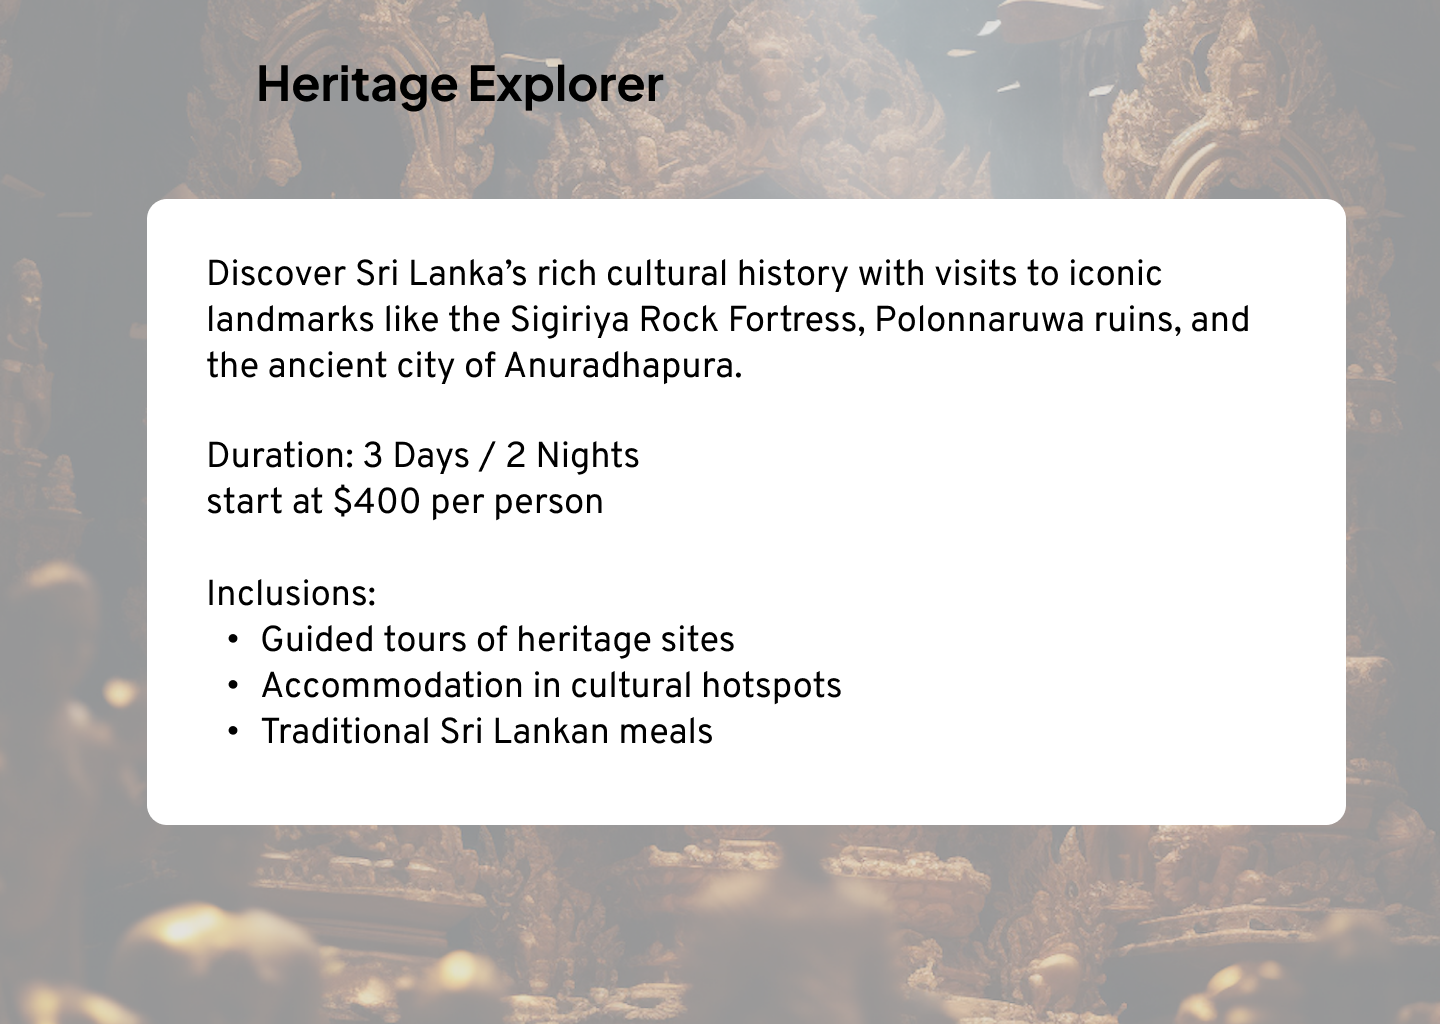 Heritage Explorer
Discover Sri Lanka’s rich cultural history with visits to iconic
landmarks like the Sigiriya Rock Fortress, Polonnaruwa ruins, and
the ancient city of Anuradhapura.
Duration: 3 Days / 2 Nights
start at $400 per person
Inclusions:
• Guided tours of heritage sites
• Accommodation in cultural hotspots
• Traditional Sri Lankan meals